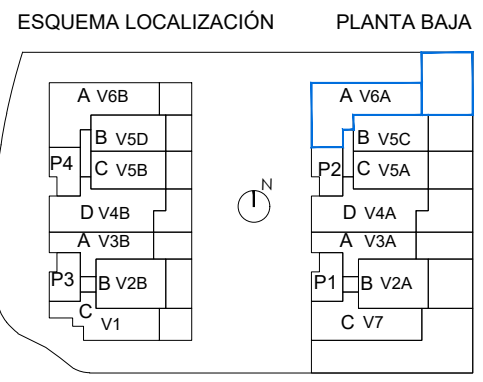 ESQUEMA LOCALIZACIÓN PLANTA BAJA
A V6B A V6A
B V5D B V5C
P4 C V5B P2 C V5A
N
D V4B D V4A
A V3B A V3A
P3 B V2B P1 B V2A
C V1 C V7